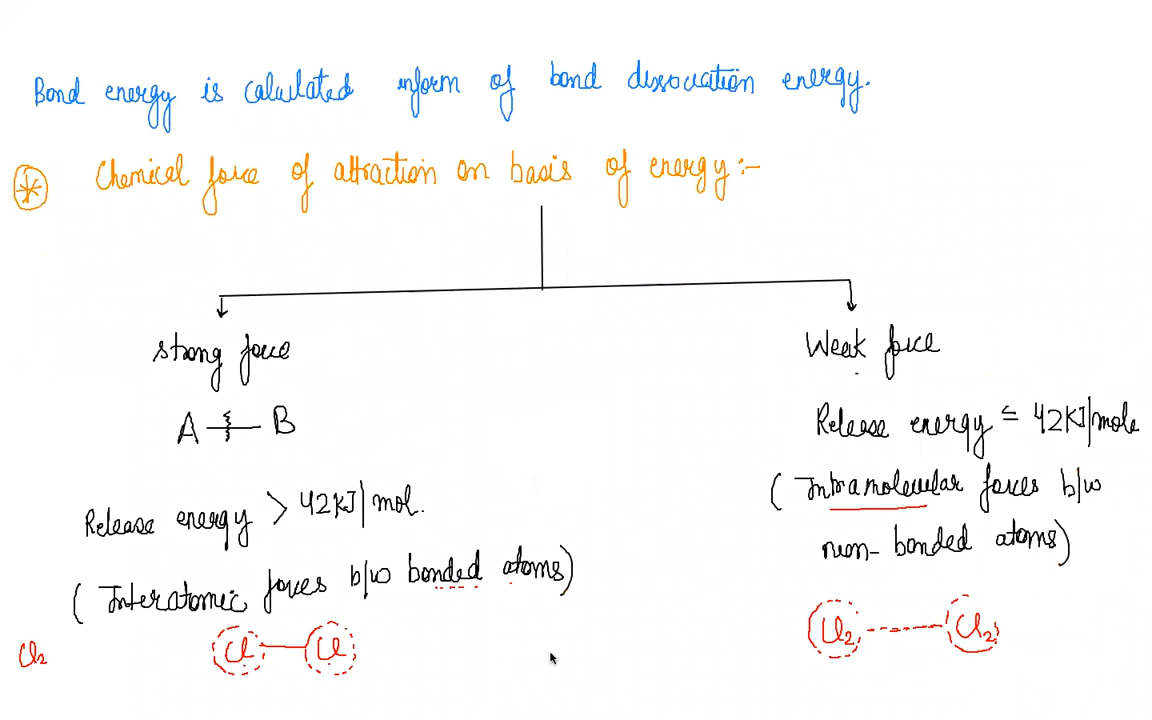 Bond energy is calculated inform of bond dissociation energy.
* Chemical force of attraction on basis of energy :-
Strong force
Weak force
A B
Release energy ≤ 42KJ/mole
(Intramolecular forces b/w
non-bonded atoms)
Release energy > 42KJ/mol.
(Interatomic forces b/w bonded atoms)
Cl2
Cl Cl
Cl2 Cl2